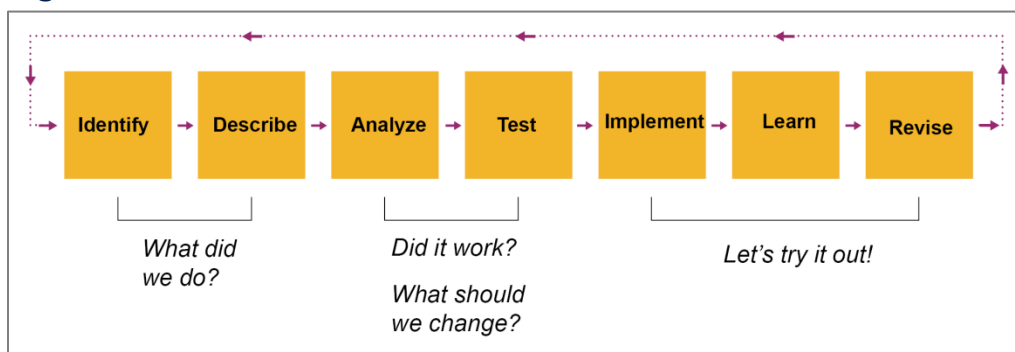 Identify
Describe
Analyze
Test
Implement
Learn
Revise
What did
we do?
Did it work?
What should
we change?
Let's try it out!